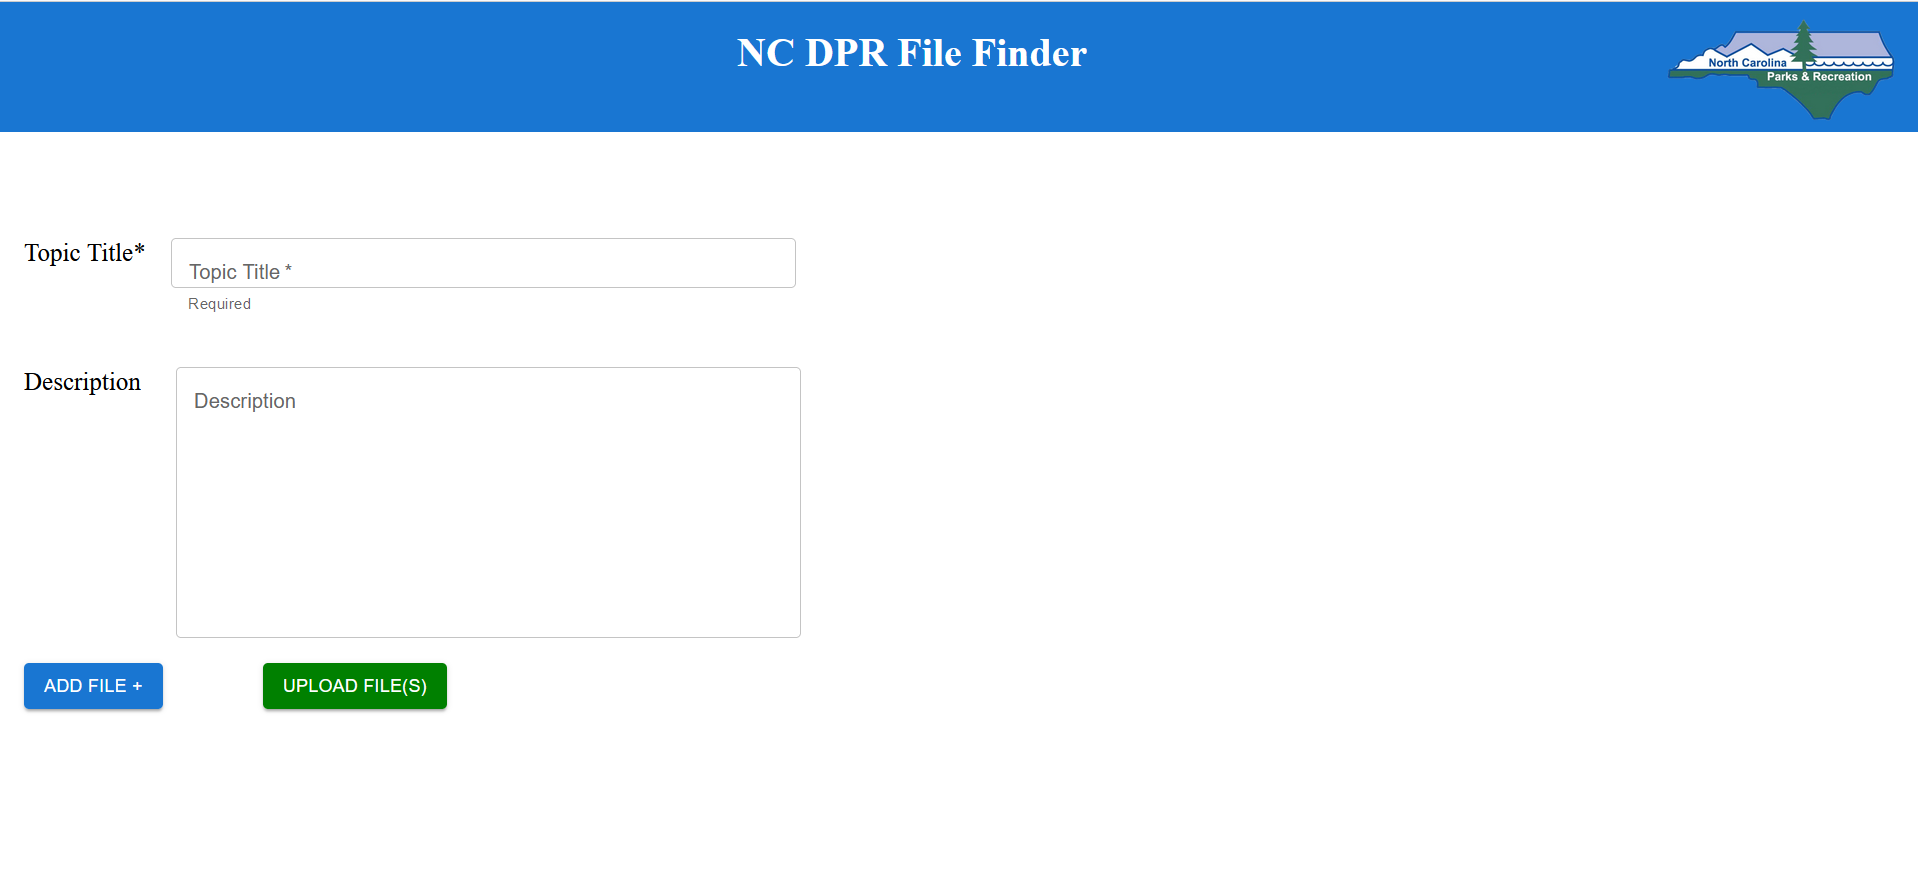 NC DPR File Finder
North Carolina
Parks & Recreation
Topic Title*
Topic Title *
Required
Description
Description
ADD FILE +
UPLOAD FILE(S)